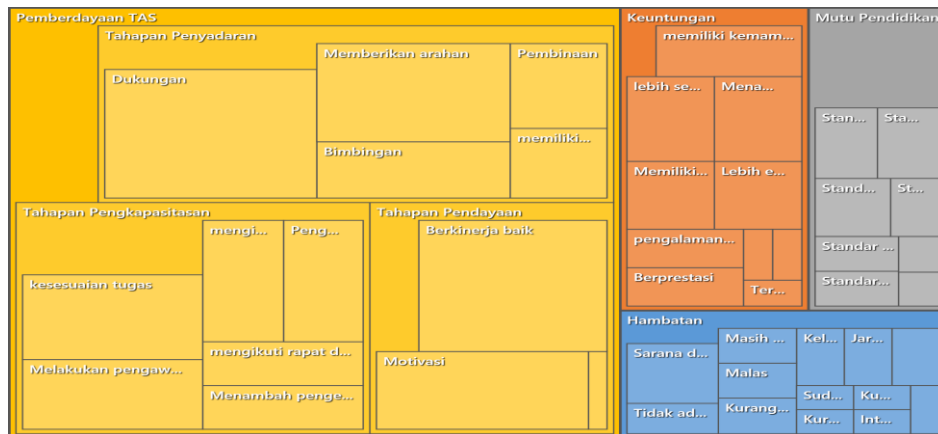 Pemberdayaan TAS
Tahapan Penyadaran
Dukungan
Memberikan arahan
Pembinaan
Bimbingan
memiliki...
Tahapan Pengkapasitasan
mengi...
Peng...
kesesuaian tugas
mengikuti rapat d...
Melakukan pengaw...
Menambah penge...
Tahapan Pendayaan
Berkinerja baik
Motivasi
Keuntungan
memiliki kemam...
lebih se...
Mena...
Memiliki...
Lebih e...
pengalaman...
Berprestasi
Ter...
Mutu Pendidikan
Stan...
Sta...
Stand...
St...
Standar ...
Standar...
Hambatan
Sarana d...
Masih ...
Kel...
Jar...
Malas
Tidak ad...
Kurang...
Sud...
Ku...
Kur...
Int...